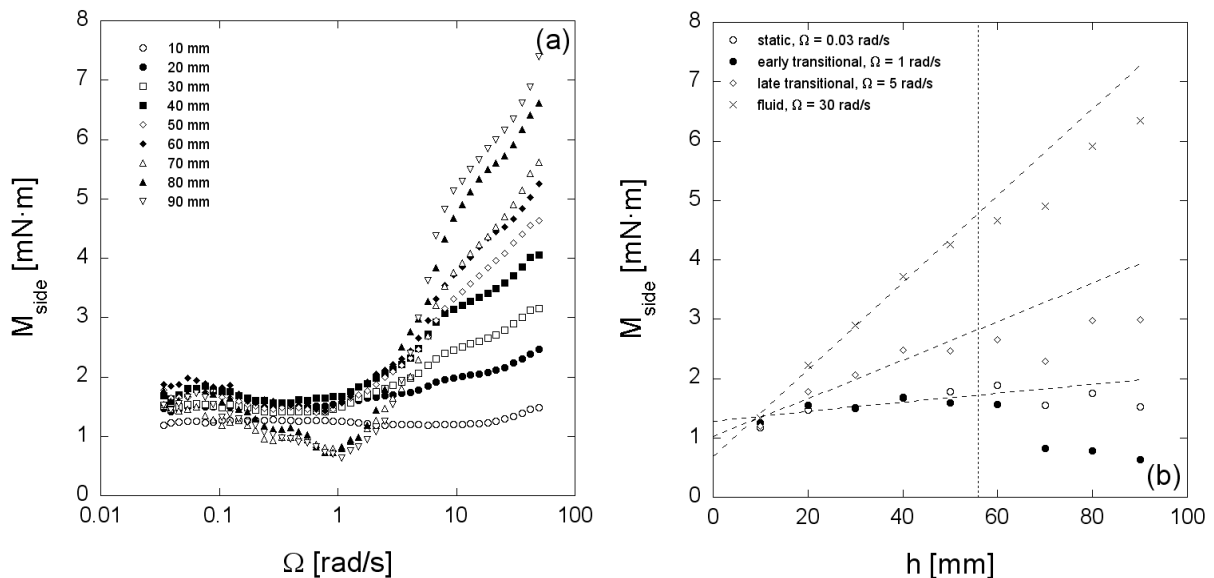 (a)
10 mm
20 mm
30 mm
40 mm
50 mm
60 mm
70 mm
80 mm
90 mm
8
7
6
5
4
3
2
1
0
M_side [mN·m]
0.01
0.1
1
10
100
Ω [rad/s]
static, Ω = 0.03 rad/s
early transitional, Ω = 1 rad/s
late transitional, Ω = 5 rad/s
fluid, Ω = 30 rad/s
8
7
6
5
4
3
2
1
0
M_side [mN·m]
(b)
0
20
40
60
80
100
h [mm]